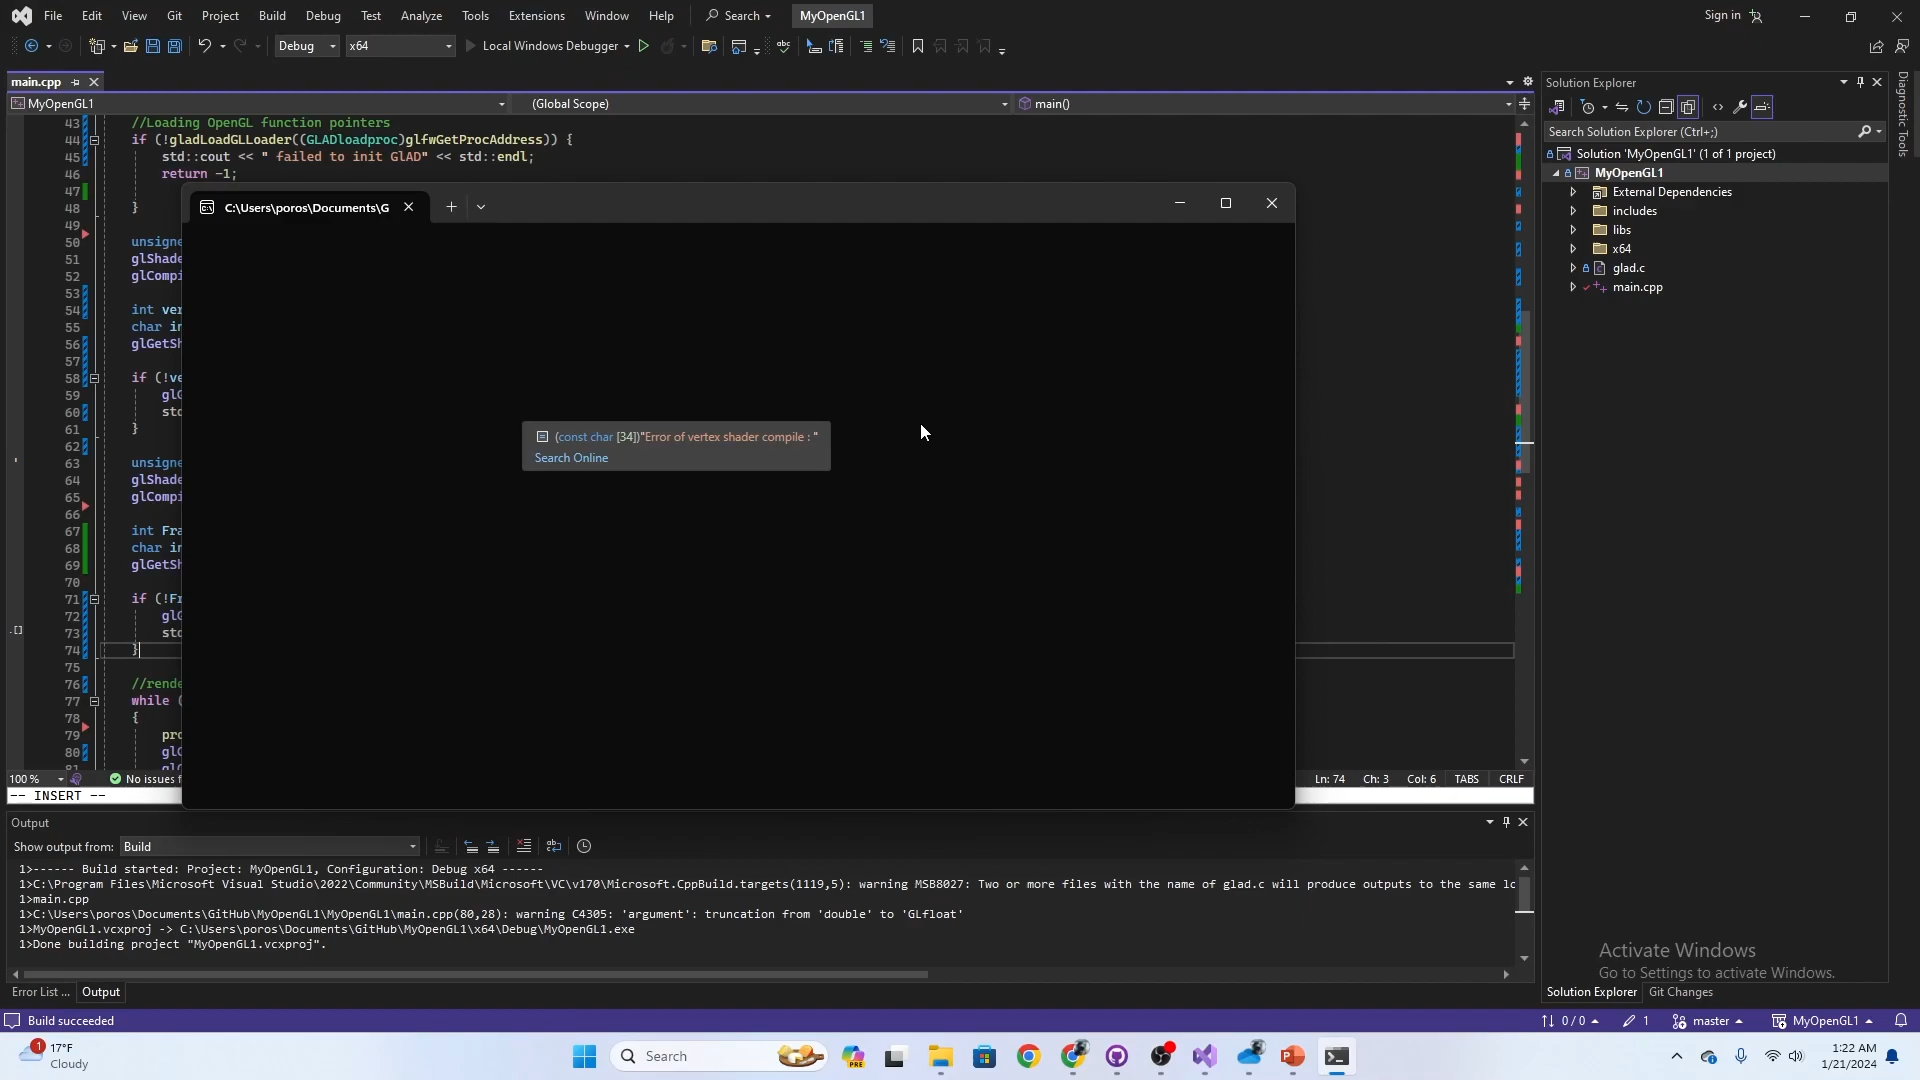 File Edit View Git Project Build Debug Test Analyze Tools Extensions Window Help Search MyOpenGL1 Sign in
Debug x64 Local Windows Debugger
main.cpp
MyOpenGL1 (Global Scope) main()
43 //Loading OpenGL function pointers
44 if (!gladLoadGLLoader((GLADloadproc)glfwGetProcAddress)) {
45 std::cout << " failed to init GlAD" << std::endl;
46 return -1;
47
48 }
49
50 unsigne
51 glShade
52 glCompi
53
54 int ver
55 char in
56 glGetSh
57
58 if (!ve
59 glG
60 std
61 }
62
63 unsigne
64 glShade
65 glCompi
66
67 int Fra
68 char in
69 glGetSh
70
71 if (!Fr
72 glG
73 std
74 }
75
76 //rende
77 while (
78 {
79 pro
80 glC
81
C:\Users\poros\Documents\G
(const char [34])"Error of vertex shader compile : "
Search Online
100 % No issues f Ln: 74 Ch: 3 Col: 6 TABS CRLF
-- INSERT --
Output
Show output from: Build
1>------ Build started: Project: MyOpenGL1, Configuration: Debug x64 ------
1>C:\Program Files\Microsoft Visual Studio\2022\Community\MSBuild\Microsoft\VC\v170\Microsoft.CppBuild.targets(1119,5): warning MSB8027: Two or more files with the name of glad.c will produce outputs to the same lo
1>main.cpp
1>C:\Users\poros\Documents\GitHub\MyOpenGL1\MyOpenGL1\main.cpp(80,28): warning C4305: 'argument': truncation from 'double' to 'GLfloat'
1>MyOpenGL1.vcxproj -> C:\Users\poros\Documents\GitHub\MyOpenGL1\x64\Debug\MyOpenGL1.exe
1>Done building project "MyOpenGL1.vcxproj".
Error List ... Output
Solution Explorer
Search Solution Explorer (Ctrl+;)
Solution 'MyOpenGL1' (1 of 1 project)
MyOpenGL1
External Dependencies
includes
libs
x64
glad.c
main.cpp
Diagnostic Tools
Activate Windows
Go to Settings to activate Windows.
Solution Explorer Git Changes
Build succeeded 0 / 0 1 master MyOpenGL1
1 17°F
Cloudy
Search
PRE
1:22 AM
1/21/2024